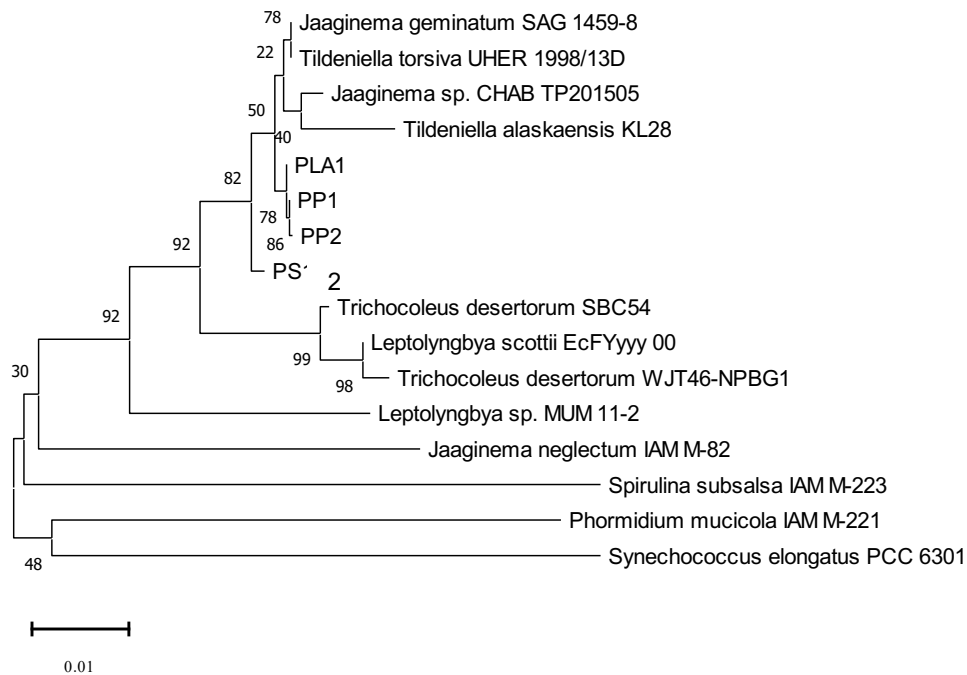 78
Jaaginema geminatum SAG 1459-8
22
Tildeniella torsiva UHER 1998/13D
Jaaginema sp. CHAB TP201505
50
Tildeniella alaskaensis KL28
40
PLA1
82
PP1
78
PP2
86
92
PS
2
Trichocoleus desertorum SBC54
92
Leptolyngbya scottii EcFYyyy 00
99
30
Trichocoleus desertorum WJT46-NPBG1
98
Leptolyngbya sp. MUM 11-2
Jaaginema neglectum IAM M-82
Spirulina subsalsa IAM M-223
Phormidium mucicola IAM M-221
Synechococcus elongatus PCC 6301
48
0.01